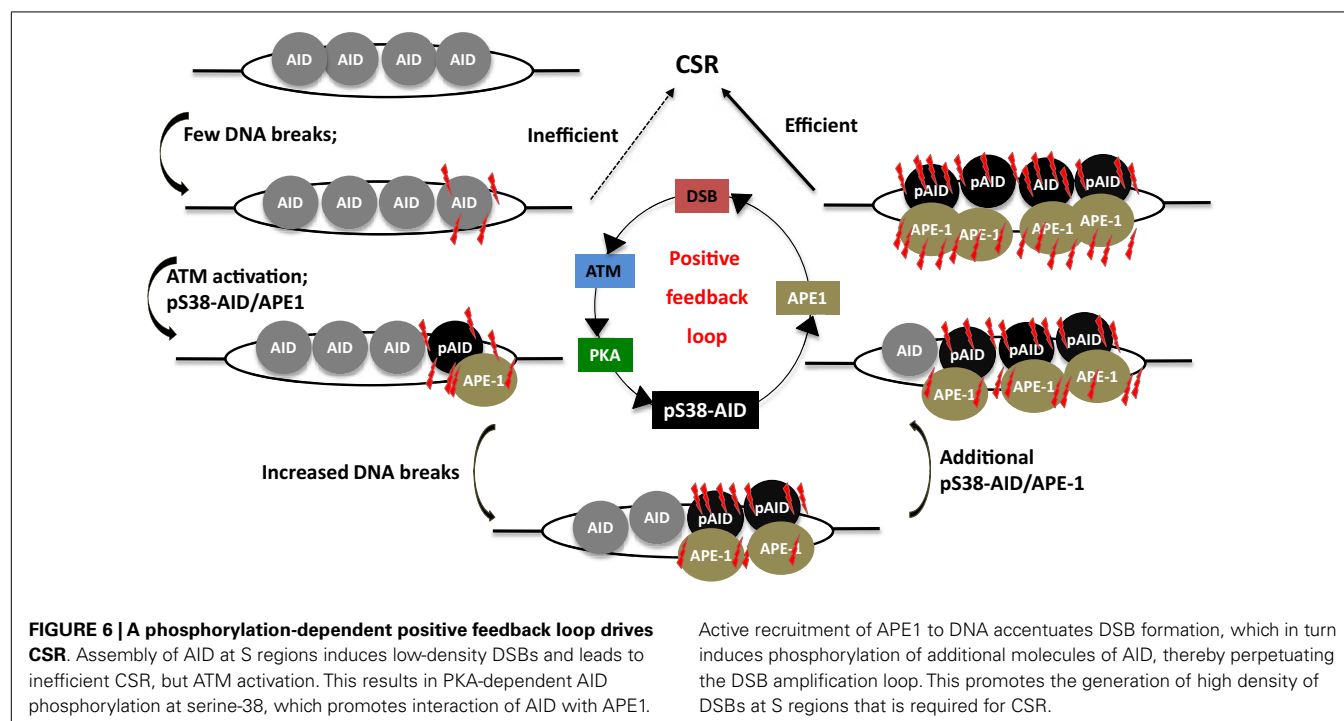 AID AID AID AID
CSR
Few DNA breaks;
Inefficient
Efficient
AID AID AID AID
pAID pAID AID pAID
APE-1 APE-1 APE-1 APE-1
DSB
ATM
Positive
feedback
loop
APE1
PKA
pS38-AID
ATM activation;
pS38-AID/APE1
AID AID AID pAID
APE-1
AID pAID pAID pAID
APE-1 APE-1 APE-1
Increased DNA breaks
Additional
pS38-AID/APE-1
AID AID pAID pAID
APE-1 APE-1
FIGURE 6 | A phosphorylation-dependent positive feedback loop drives
CSR. Assembly of AID at S regions induces low-density DSBs and leads to
inefficient CSR, but ATM activation. This results in PKA-dependent AID
phosphorylation at serine-38, which promotes interaction of AID with APE1.
Active recruitment of APE1 to DNA accentuates DSB formation, which in turn
induces phosphorylation of additional molecules of AID, thereby perpetuating
the DSB amplification loop. This promotes the generation of high density of
DSBs at S regions that is required for CSR.